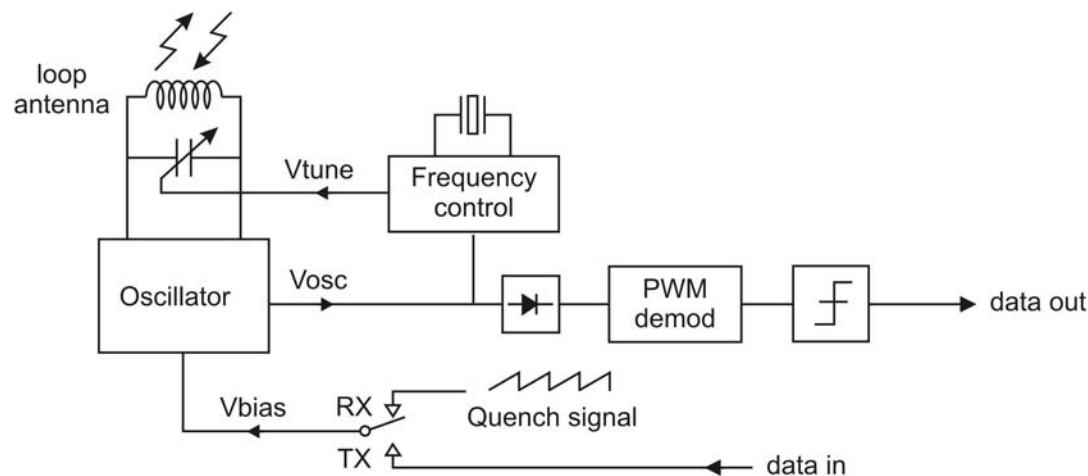 loop
antenna
Vtune
Frequency
control
Oscillator
Vosc
PWM
demod
data out
Vbias
RX
Quench signal
TX
data in